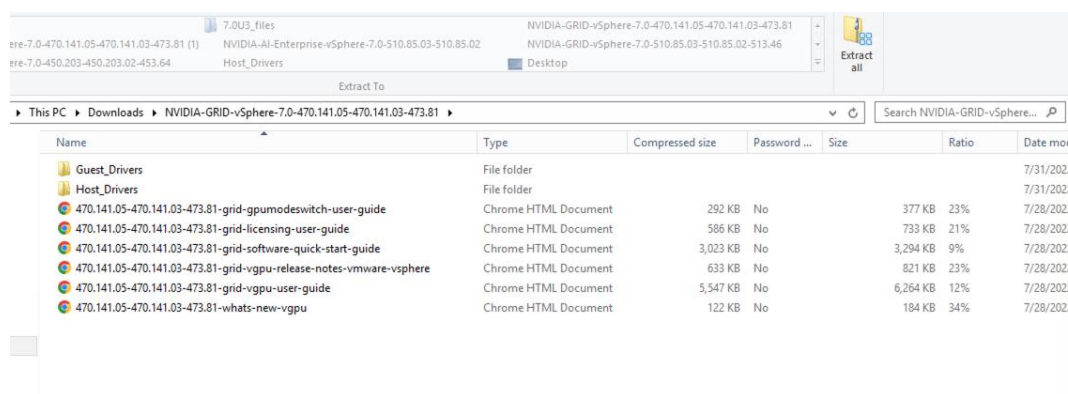 7.0U3_files NVIDIA-GRID-vSphere-7.0-470.141.05-470.141.03-473.81
ere-7.0-470.141.05-470.141.03-473.81 (1) NVIDIA-AI-Enterprise-vSphere-7.0-510.85.03-510.85.02 NVIDIA-GRID-vSphere-7.0-510.85.03-510.85.02-513.46
ere-7.0-450.203-450.203.02-453.64 Host_Drivers Desktop
Extract all
Extract To
This PC Downloads NVIDIA-GRID-vSphere-7.0-470.141.05-470.141.03-473.81 Search NVIDIA-GRID-vSphere...
Name Type Compressed size Password ... Size Ratio Date mo
Guest_Drivers File folder 7/31/202
Host_Drivers File folder 7/31/202
470.141.05-470.141.03-473.81-grid-gpumodeswitch-user-guide Chrome HTML Document 292 KB No 377 KB 23% 7/28/202
470.141.05-470.141.03-473.81-grid-licensing-user-guide Chrome HTML Document 586 KB No 733 KB 21% 7/28/202
470.141.05-470.141.03-473.81-grid-software-quick-start-guide Chrome HTML Document 3,023 KB No 3,294 KB 9% 7/28/202
470.141.05-470.141.03-473.81-grid-vgpu-release-notes-vmware-vsphere Chrome HTML Document 633 KB No 821 KB 23% 7/28/202
470.141.05-470.141.03-473.81-grid-vgpu-user-guide Chrome HTML Document 5,547 KB No 6,264 KB 12% 7/28/202
470.141.05-470.141.03-473.81-whats-new-vgpu Chrome HTML Document 122 KB No 184 KB 34% 7/28/202